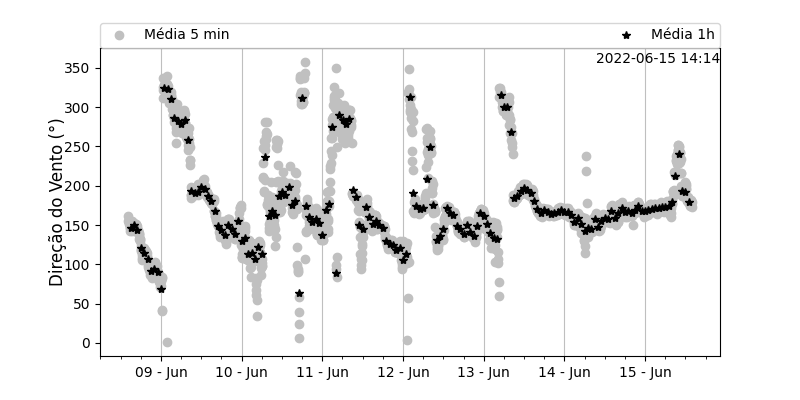 Média 5 min
Média 1h
2022-06-15 14:14
Direção do Vento (°)
350
300
250
200
150
100
50
0
09 - Jun
10 - Jun
11 - Jun
12 - Jun
13 - Jun
14 - Jun
15 - Jun